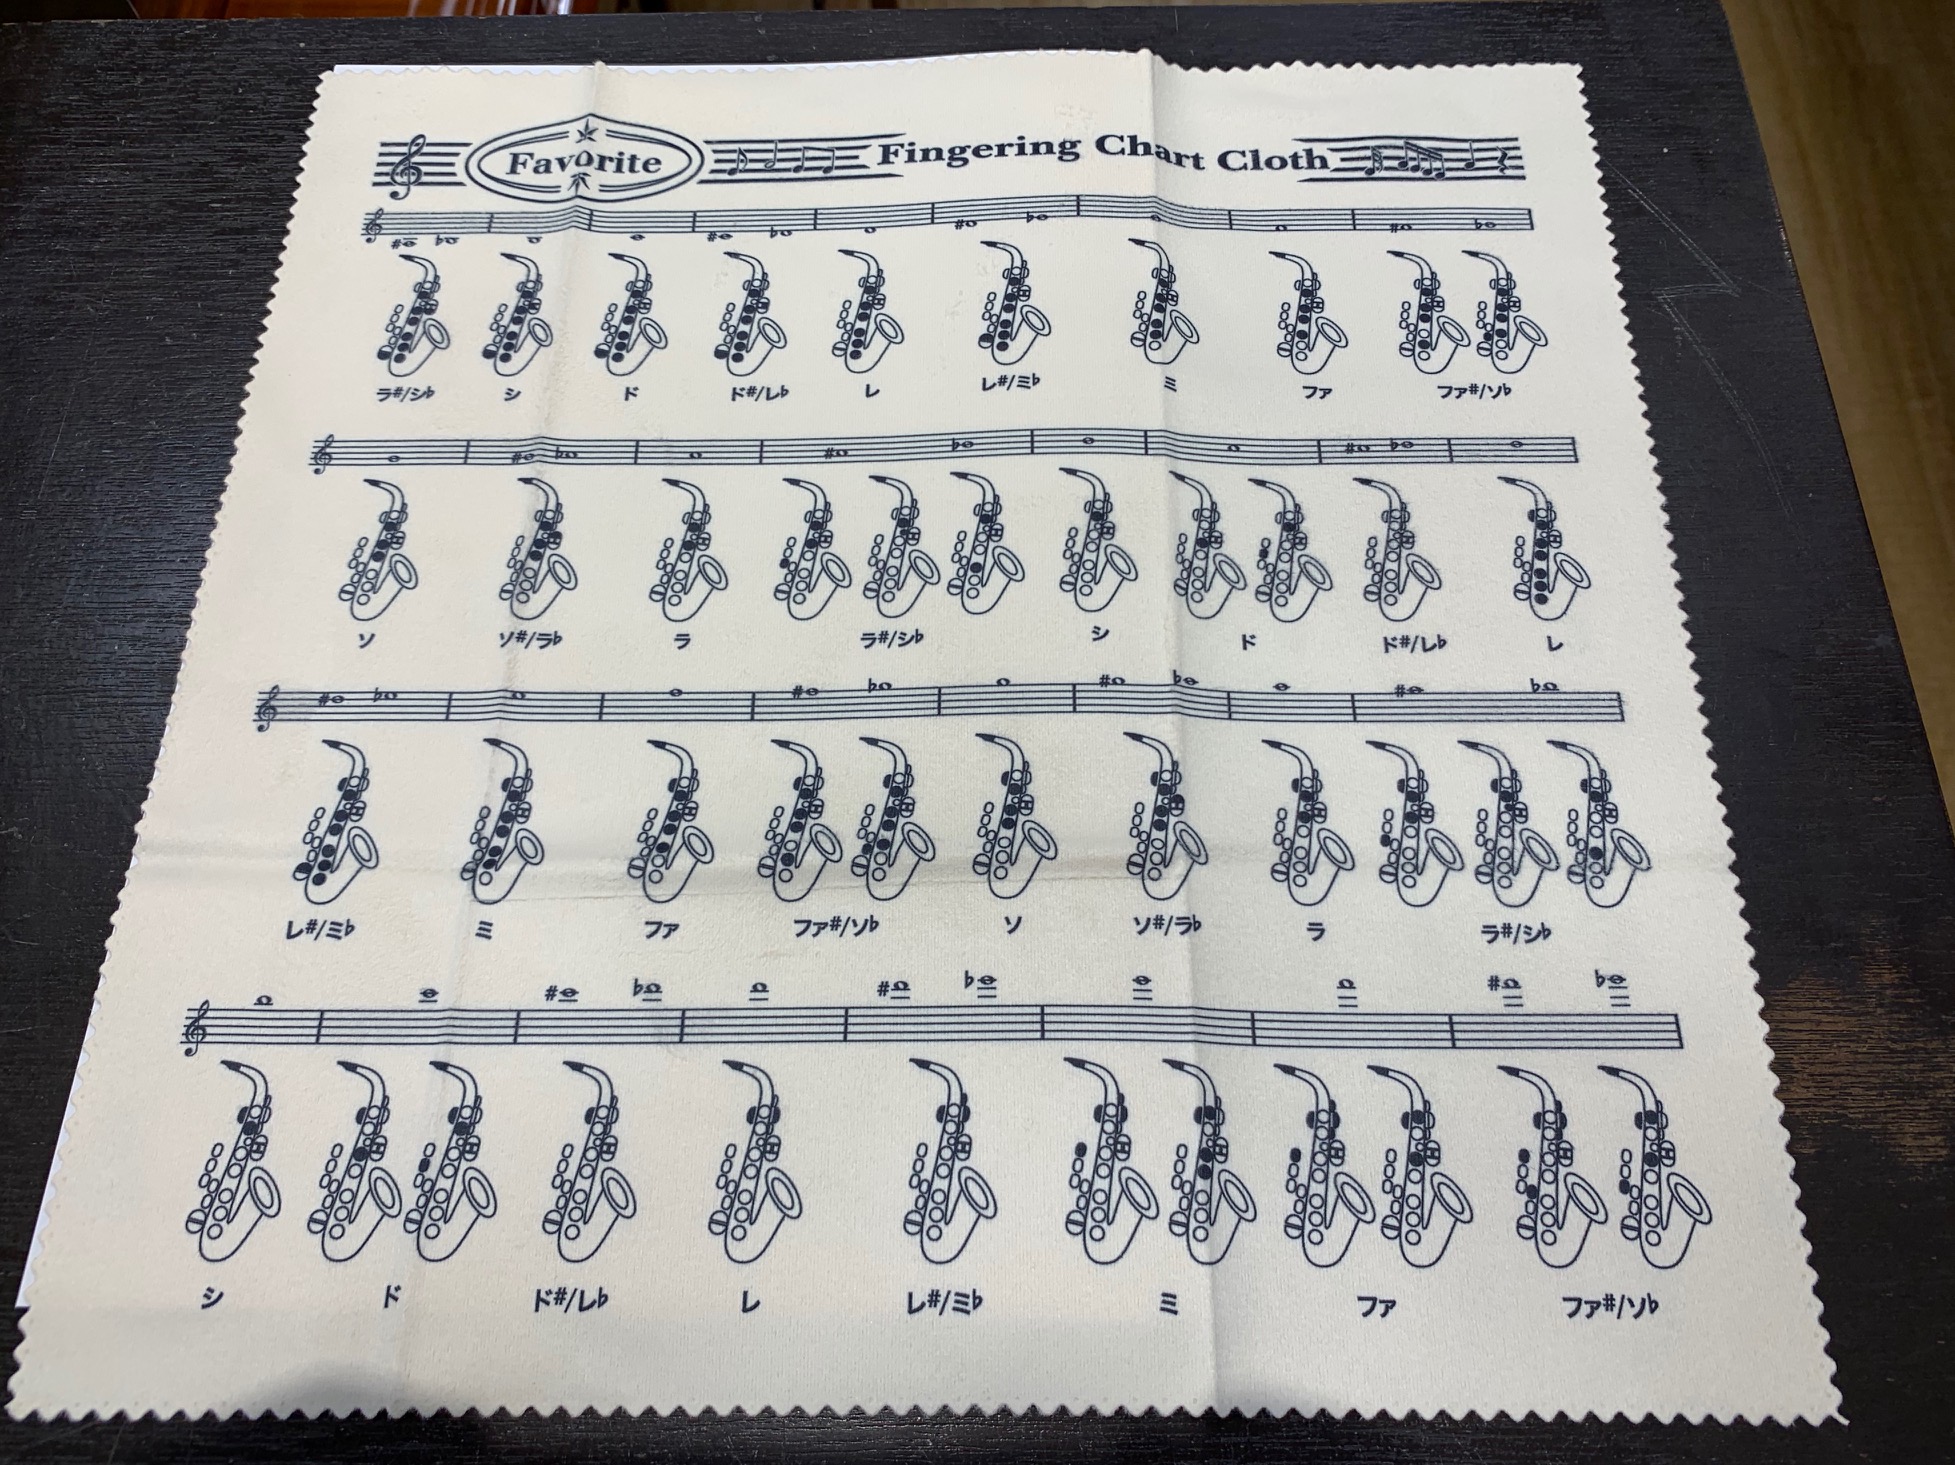 Favorite Fingering Chart Cloth
ラ#/シ♭ シ ド ド#/レ♭ レ レ#/ミ♭ ミ ファ ファ#/ソ♭
ソ ソ#/ラ♭ ラ ラ#/シ♭ シ ド ド#/レ♭ レ
レ#/ミ♭ ミ ファ ファ#/ソ♭ ソ ソ#/ラ♭ ラ ラ#/シ♭
シ ド ド#/レ♭ レ レ#/ミ♭ ミ ファ ファ#/ソ♭